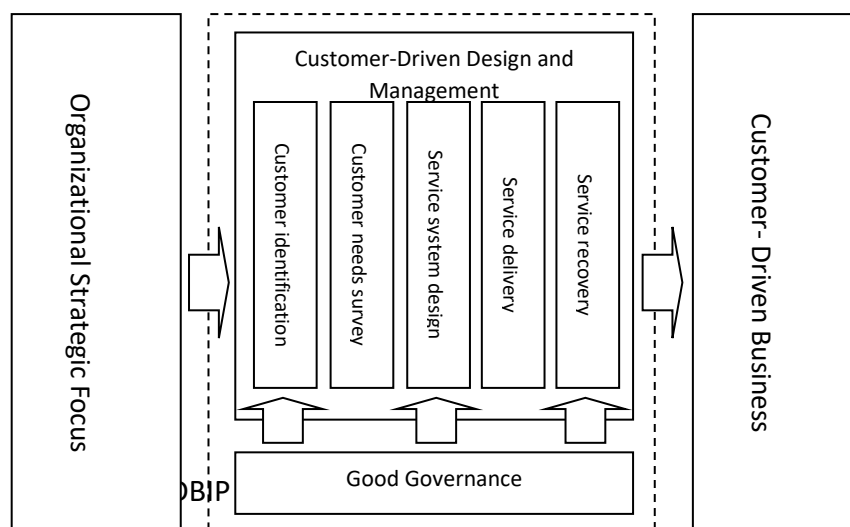 Organizational Strategic Focus
Customer-Driven Design and
Management
Customer identification
Customer needs survey
Service system design
Service delivery
Service recovery
Good Governance
Customer- Driven Business